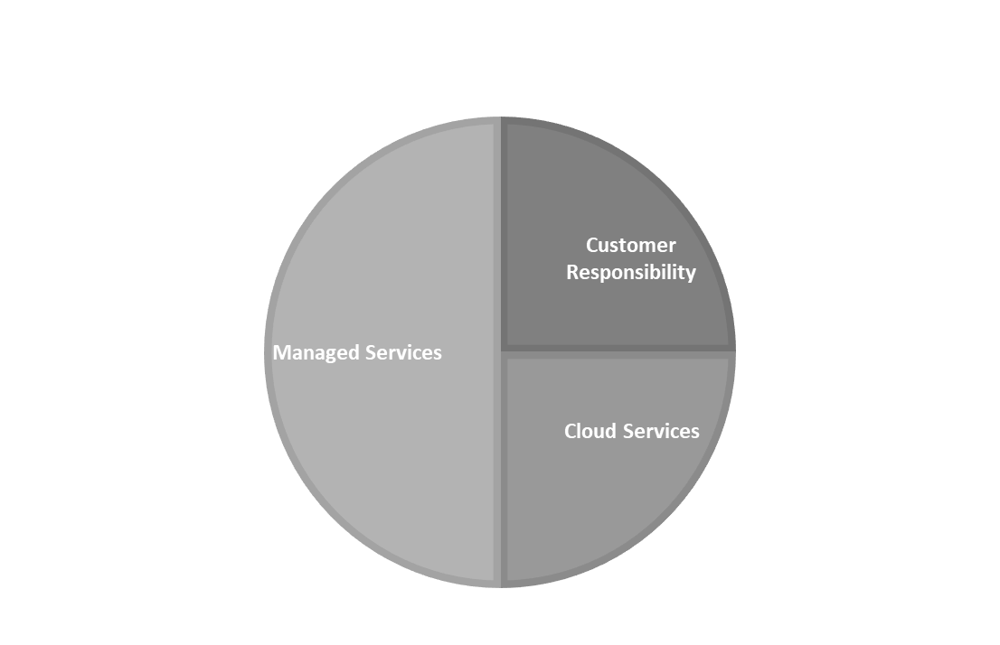 Customer
Responsibility
Managed Services
Cloud Services